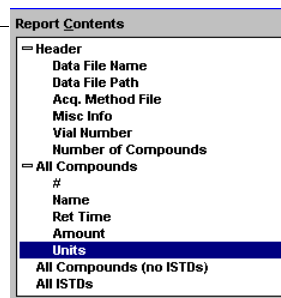 Report Contents
Header
Data File Name
Data File Path
Acq. Method File
Misc Info
Vial Number
Number of Compounds
All Compounds
#
Name
Ret Time
Amount
Units
All Compounds (no ISTDs)
All ISTDs